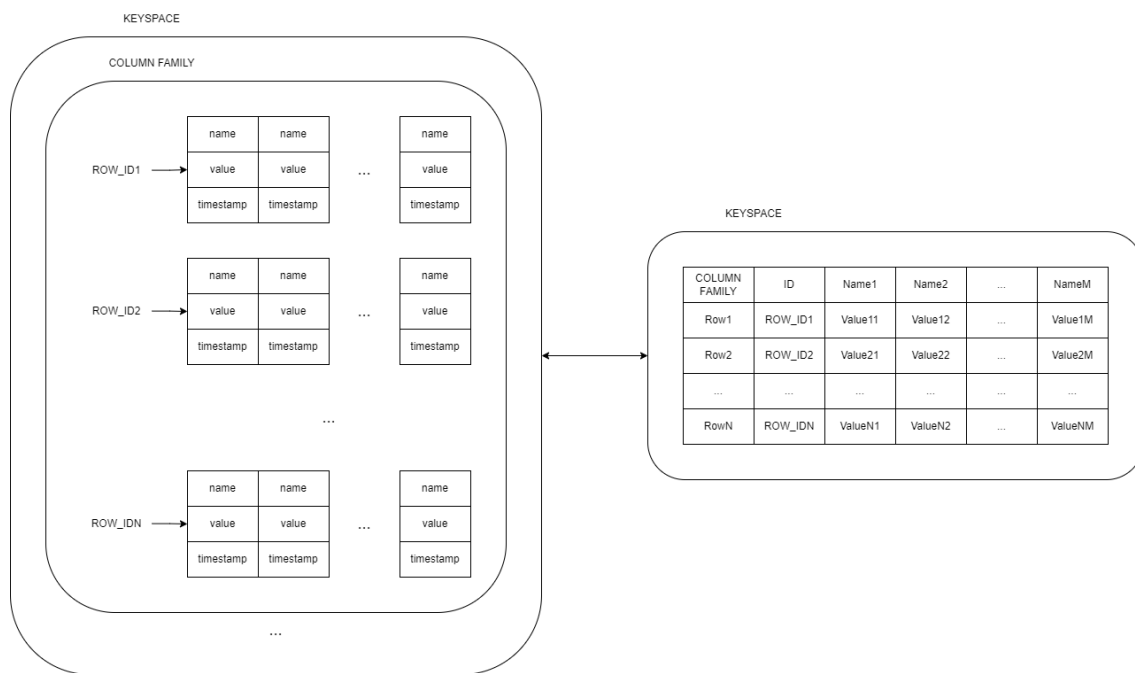 KEYSPACE
COLUMN FAMILY
name name name
ROW_ID1 value value ... value
timestamp timestamp timestamp
name name name
ROW_ID2 value value ... value
timestamp timestamp timestamp
...
name name name
ROW_IDN value value ... value
timestamp timestamp timestamp
...
KEYSPACE
COLUMN
FAMILY ID Name1 Name2 ... NameM
Row1 ROW_ID1 Value11 Value12 ... Value1M
Row2 ROW_ID2 Value21 Value22 ... Value2M
... ... ... ... ... ...
RowN ROW_IDN ValueN1 ValueN2 ... ValueNM